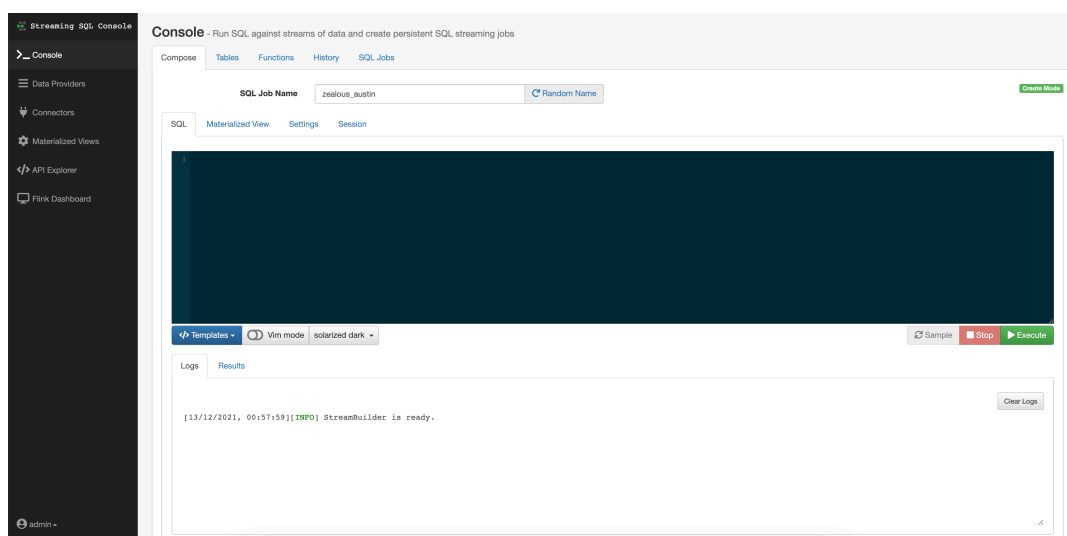 Streaming SQL Console
Console
Data Providers
Connectors
Materialized Views
API Explorer
Flink Dashboard
admin
Console - Run SQL against streams of data and create persistent SQL streaming jobs
Compose Tables Functions History SQL Jobs
SQL Job Name zealous_austin Random Name
Create Mode
SQL Materialized View Settings Session
1
</> Templates Vim mode solarized dark Sample Stop Execute
Logs Results
Clear Logs
[13/12/2021, 00:57:59][INFO] StreamBuilder is ready.